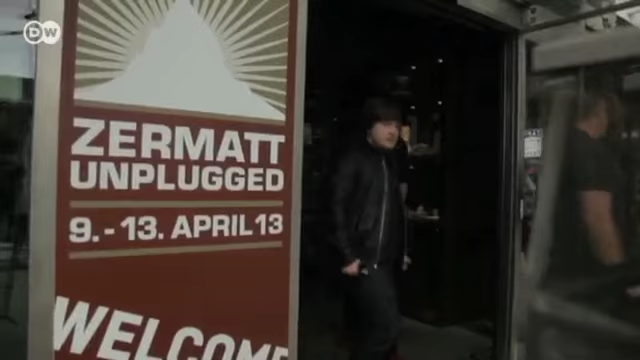 DW
ZERMATT
UNPLUGGED
9.-13. APRIL 13
WELCOME